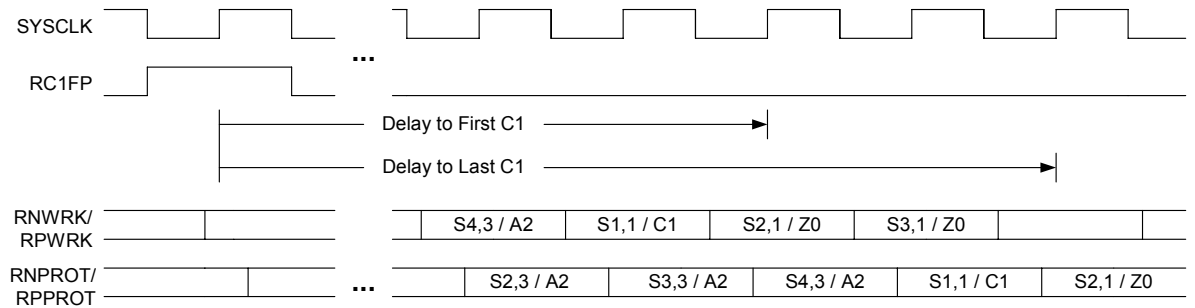 SYSCLK
...
RC1FP
Delay to First C1
Delay to Last C1
RNWRK/
RPWRK
S4,3 / A2
S1,1 / C1
S2,1 / Z0
S3,1 / Z0
...
RNPROT/
RPPROT
S2,3 / A2
S3,3 / A2
S4,3 / A2
S1,1 / C1
S2,1 / Z0